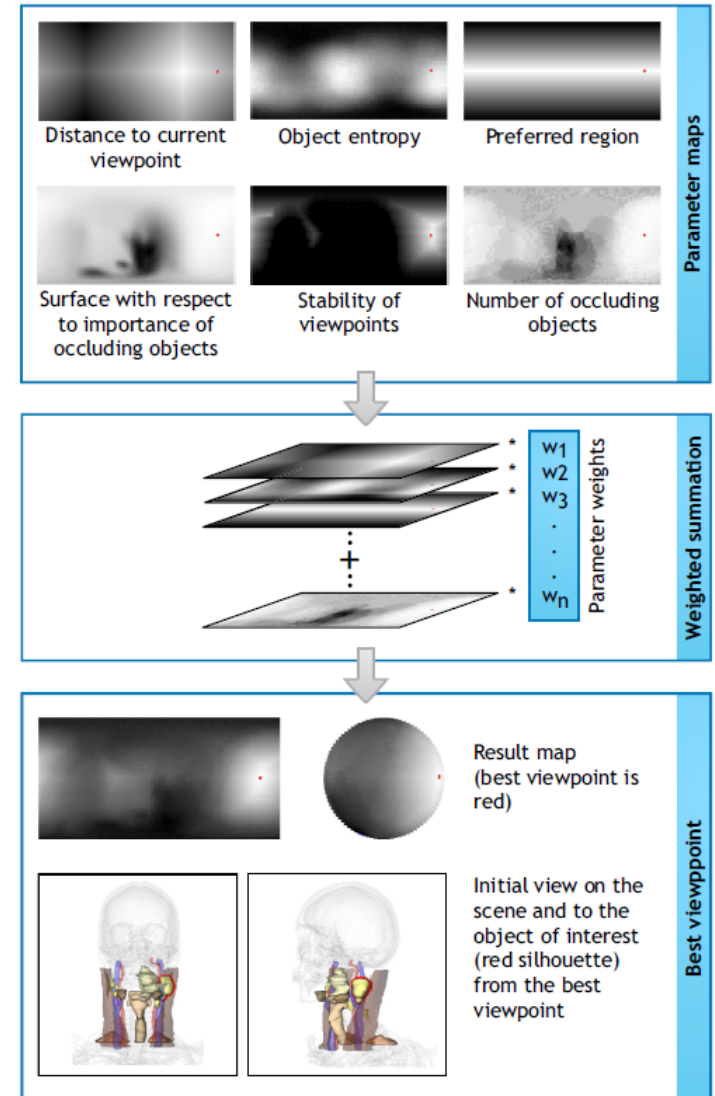 Distance to current
viewpoint
Object entropy
Preferred region
Surface with respect
to importance of
occluding objects
Stability of
viewpoints
Number of occluding
objects
Parameter maps
* w1
* w2
* w3
.
.
.
* wn
+
Parameter weights
Weighted summation
Result map
(best viewpoint is
red)
Initial view on the
scene and to the
object of interest
(red silhouette)
from the best
viewpoint
Best viewppoint